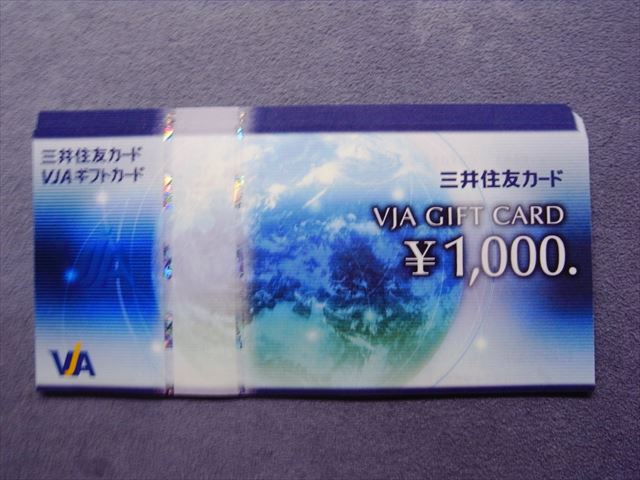 三井住友カード
VJAギフトカード
三井住友カード
VJA GIFT CARD
¥1,000.
VJA